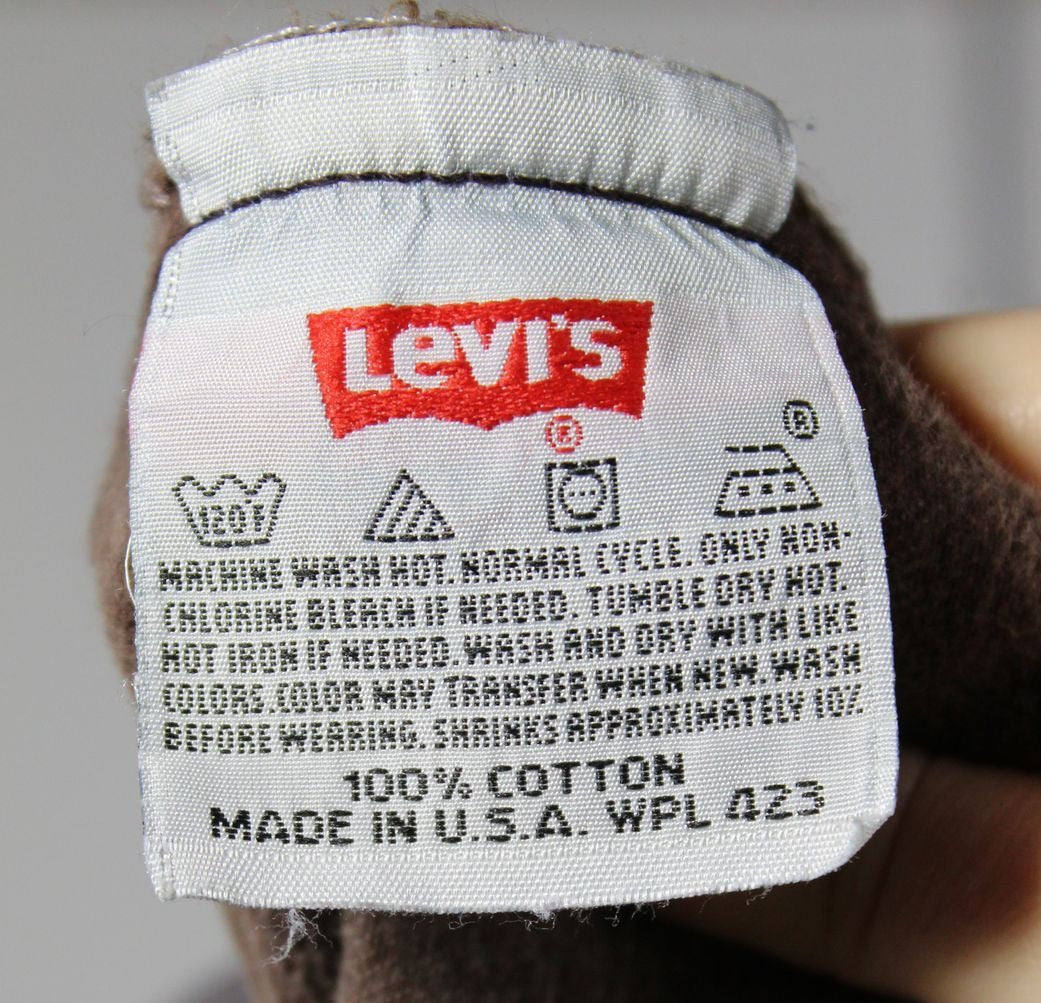 Levi's
®
®
120F
MACHINE WASH HOT. NORMAL CYCLE. ONLY NON-
CHLORINE BLEACH IF NEEDED. TUMBLE DRY HOT.
HOT IRON IF NEEDED. WASH AND DRY WITH LIKE
COLORS. COLOR MAY TRANSFER WHEN NEW. WASH
BEFORE WEARING. SHRINKS APPROXIMATELY 10%.
100% COTTON
MADE IN U.S.A. WPL 423